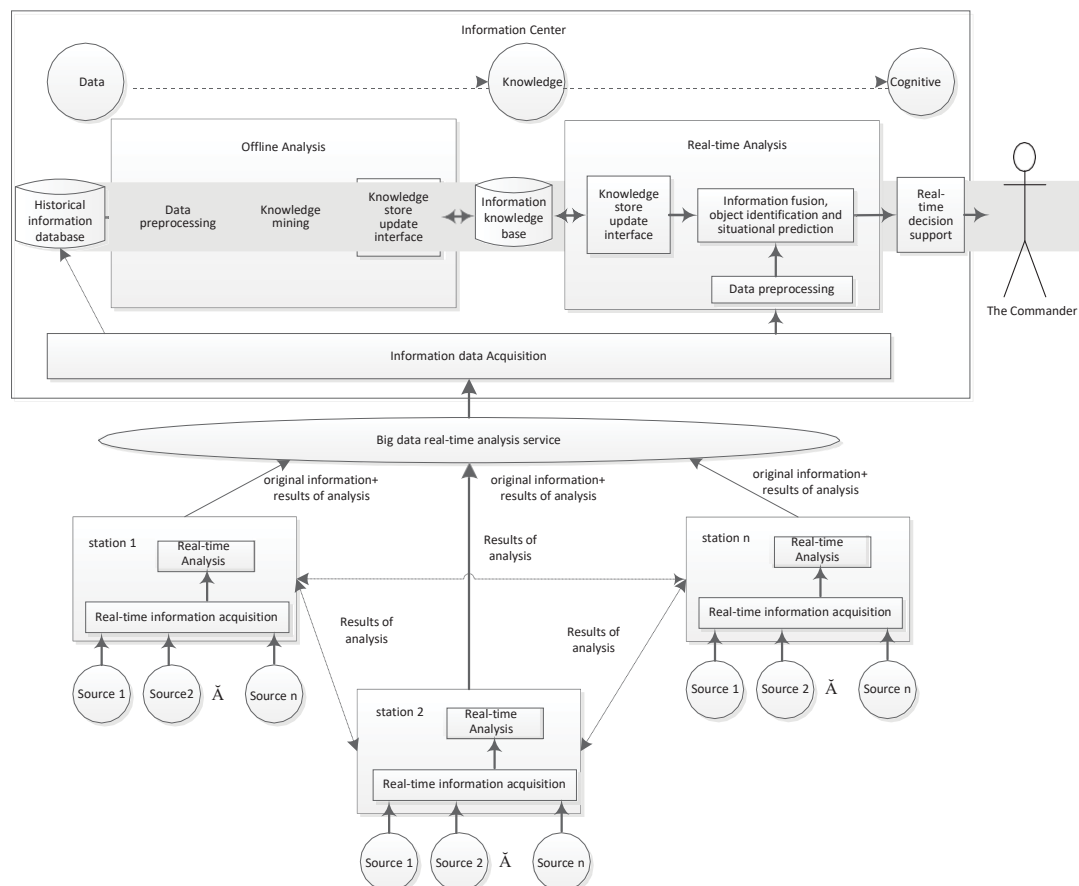 Information Center
Data
Knowledge
Cognitive
Offline Analysis
Real-time Analysis
Historical
information
database
Data
preprocessing
Knowledge
mining
Knowledge
store
update
interface
Information
knowledge
base
Knowledge
store update
interface
Information fusion,
object identification and
situational prediction
Real-
time
decision
support
Data preprocessing
The Commander
Information data Acquisition
Big data real-time analysis service
original information+
results of analysis
original information+
results of analysis
original information+
results of analysis
station 1
Real-time
Analysis
Real-time information acquisition
Source 1
Source2
Ă
Source n
Results of
analysis
Results of
analysis
Results of
analysis
station n
Real-time
Analysis
Real-time information acquisition
Source 1
Source 2
Ă
Source n
station 2
Real-time
Analysis
Real-time information acquisition
Source 1
Source 2
Ă
Source n